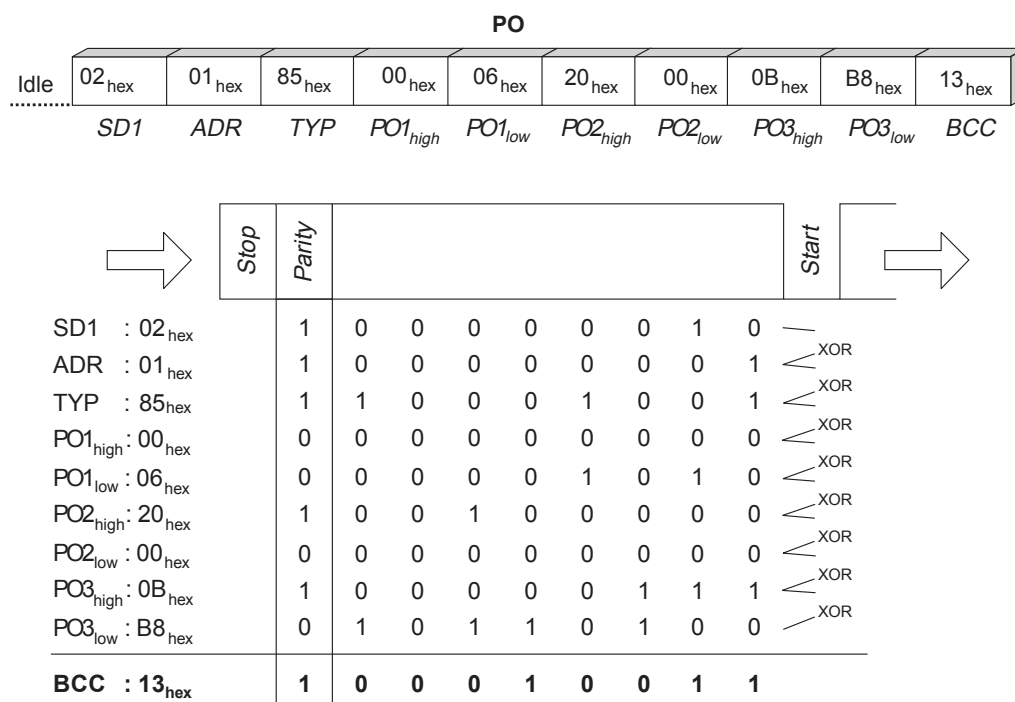 PO
Idle 02hex 01hex 85hex 00hex 06hex 20hex 00hex 0Bhex B8hex 13hex
SD1 ADR TYP PO1high PO1low PO2high PO2low PO3high PO3low BCC
Stop Parity Start
SD1 : 02hex 1 0 0 0 0 0 0 1 0
XOR
ADR : 01hex 1 0 0 0 0 0 0 0 1
XOR
TYP : 85hex 1 1 0 0 0 1 0 0 1
XOR
PO1high : 00hex 0 0 0 0 0 0 0 0 0
XOR
PO1low : 06hex 0 0 0 0 0 1 0 1 0
XOR
PO2high : 20hex 1 0 0 1 0 0 0 0 0
XOR
PO2low : 00hex 0 0 0 0 0 0 0 0 0
XOR
PO3high : 0Bhex 1 0 0 0 0 0 1 1 1
XOR
PO3low : B8hex 0 1 0 1 1 0 1 0 0
BCC : 13hex 1 0 0 0 1 0 0 1 1